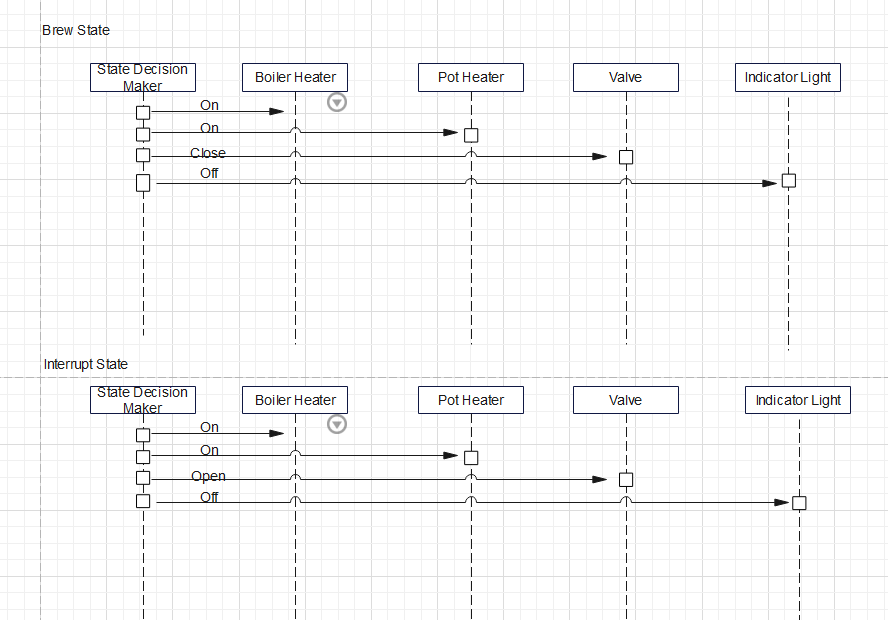 Brew State
State Decision
Maker
Boiler Heater
Pot Heater
Valve
Indicator Light
On
On
Close
Off
Interrupt State
State Decision
Maker
Boiler Heater
Pot Heater
Valve
Indicator Light
On
On
Open
Off